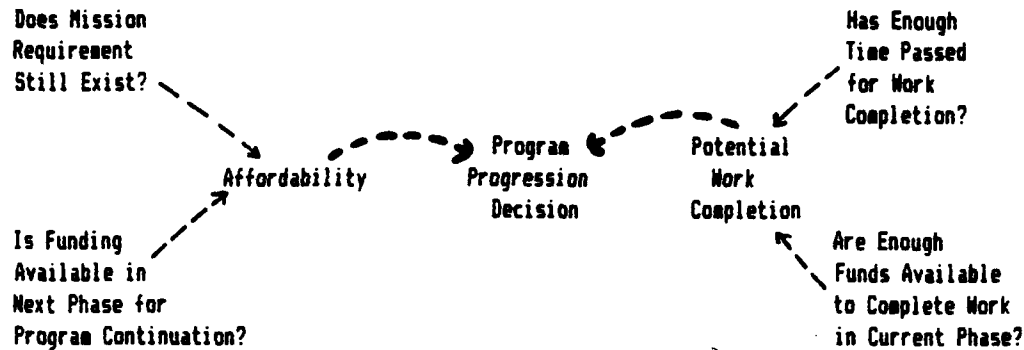 Does Mission
Requirement
Still Exist?
Has Enough
Time Passed
for Work
Completion?
Affordability
Program
Progression
Decision
Potential
Work
Completion
Is Funding
Available in
Next Phase for
Program Continuation?
Are Enough
Funds Available
to Complete Work
in Current Phase?